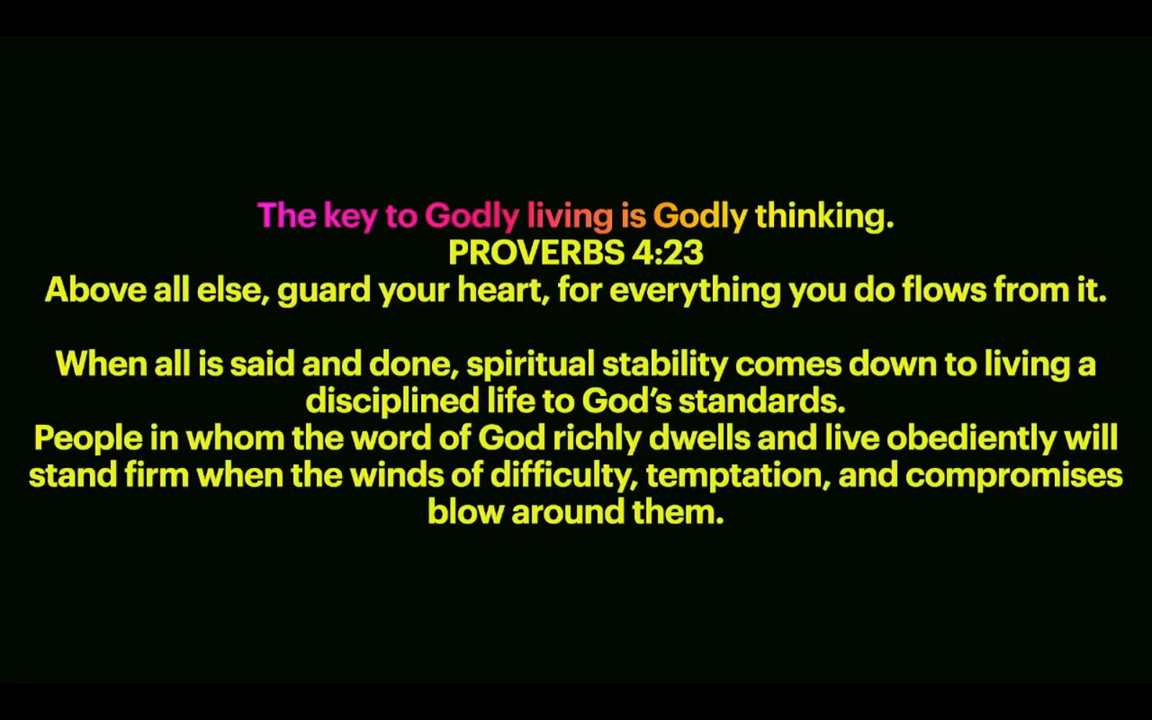 The key to Godly living is Godly thinking.
PROVERBS 4:23
Above all else, guard your heart, for everything you do flows from it.
When all is said and done, spiritual stability comes down to living a
disciplined life to God’s standards.
People in whom the word of God richly dwells and live obediently will
stand firm when the winds of difficulty, temptation, and compromises
blow around them.